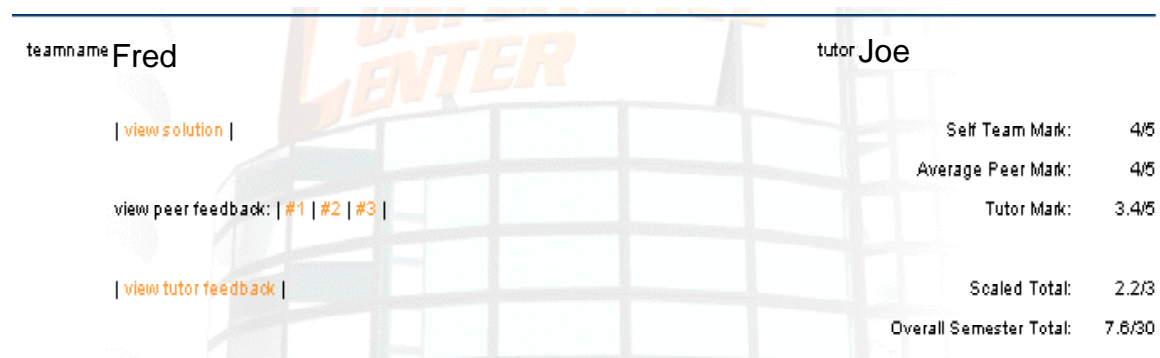 teamname Fred tutor Joe
| view solution | Self Team Mark: 4/5
Average Peer Mark: 4/5
view peer feedback: | #1 | #2 | #3 | Tutor Mark: 3.4/5
| view tutor feedback | Scaled Total: 2.2/3
Overall Semester Total: 7.6/30
ENTER